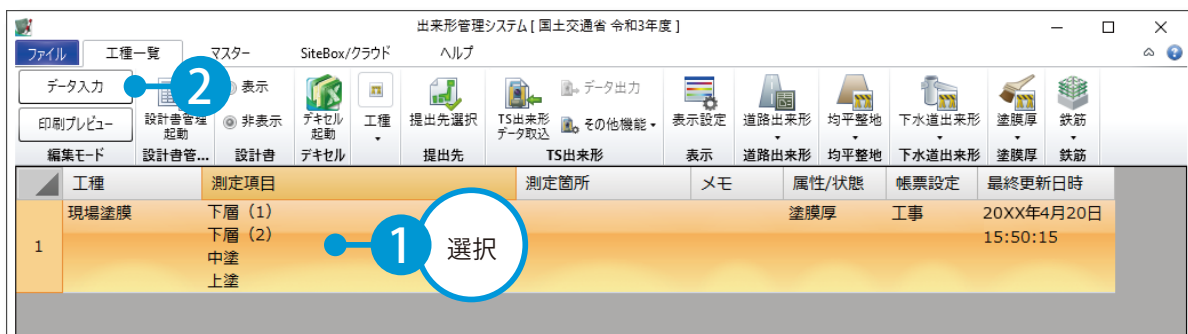 出来形管理システム [ 国土交通省 令和3年度 ]
ファイル 工種一覧 マスター SiteBox/クラウド ヘルプ
データ入力
印刷プレビュー
編集モード
2
設計書管理
起動
設計書管...
表示
非表示
設計書
デキセル
起動
デキセル
工種
提出先選択
提出先
TS出来形
データ取込
データ出力
その他機能
TS出来形
表示設定
表示
道路出来形
道路出来形
均平整地
均平整地
下水道出来形
下水道出来形
塗膜厚
塗膜厚
鉄筋
鉄筋
工種 測定項目 測定箇所 メモ 属性/状態 帳票設定 最終更新日時
1 現場塗膜 下層（1） 塗膜厚 工事 20XX年4月20日
下層（2） 15:50:15
中塗
上塗
1 選択